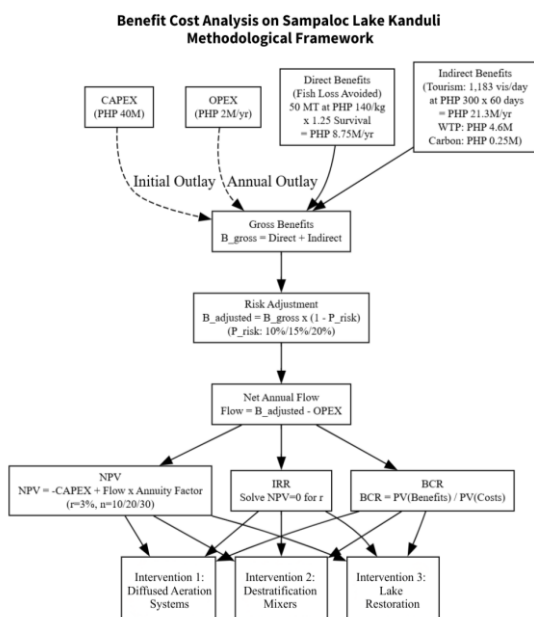 Benefit Cost Analysis on Sampaloc Lake Kanduli
Methodological Framework
CAPEX
(PHP 40M)
OPEX
(PHP 2M/yr)
Direct Benefits
(Fish Loss Avoided)
50 MT at PHP 140/kg
x 1.25 Survival
= PHP 8.75M/yr
Indirect Benefits
(Tourism: 1,183 vis/day
at PHP 300 x 60 days
= PHP 21.3M/yr
WTP: PHP 4.6M
Carbon: PHP 0.25M)
Initial Outlay
Annual Outlay
Gross Benefits
B_gross = Direct + Indirect
Risk Adjustment
B_adjusted = B_gross x (1 - P_risk)
(P_risk: 10%/15%/20%)
Net Annual Flow
Flow = B_adjusted - OPEX
NPV
NPV = -CAPEX + Flow x Annuity Factor
(r=3%, n=10/20/30)
IRR
Solve NPV=0 for r
BCR
BCR = PV(Benefits) / PV(Costs)
Intervention 1:
Diffused Aeration
Systems
Intervention 2:
Destratification
Mixers
Intervention 3:
Lake
Restoration